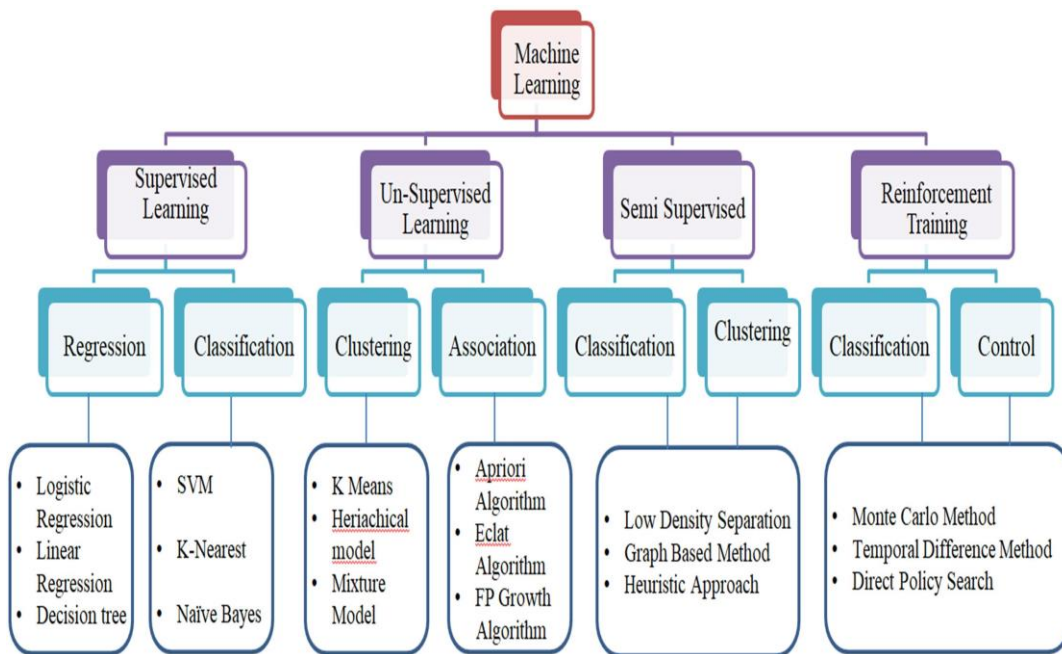 Machine
Learning
Supervised
Learning
Un-Supervised
Learning
Semi Supervised
Reinforcement
Training
Regression
Classification
Clustering
Association
Classification
Clustering
Classification
Control
• Logistic
Regression
• Linear
Regression
• Decision tree
• SVM
• K-Nearest
• Naïve Bayes
• K Means
• Heriachical
model
• Mixture
Model
• Apriori
Algorithm
• Eclat
Algorithm
• FP Growth
Algorithm
• Low Density Separation
• Graph Based Method
• Heuristic Approach
• Monte Carlo Method
• Temporal Difference Method
• Direct Policy Search